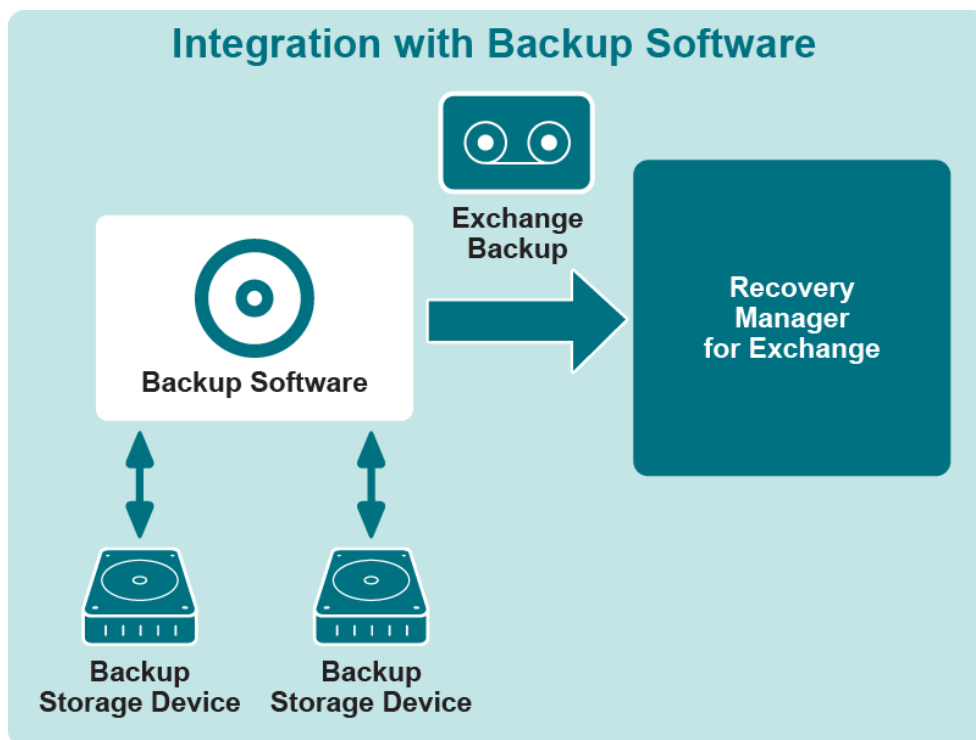 Integration with Backup Software
Exchange
Backup
Recovery
Manager
for Exchange
Backup Software
Backup
Storage Device
Backup
Storage Device